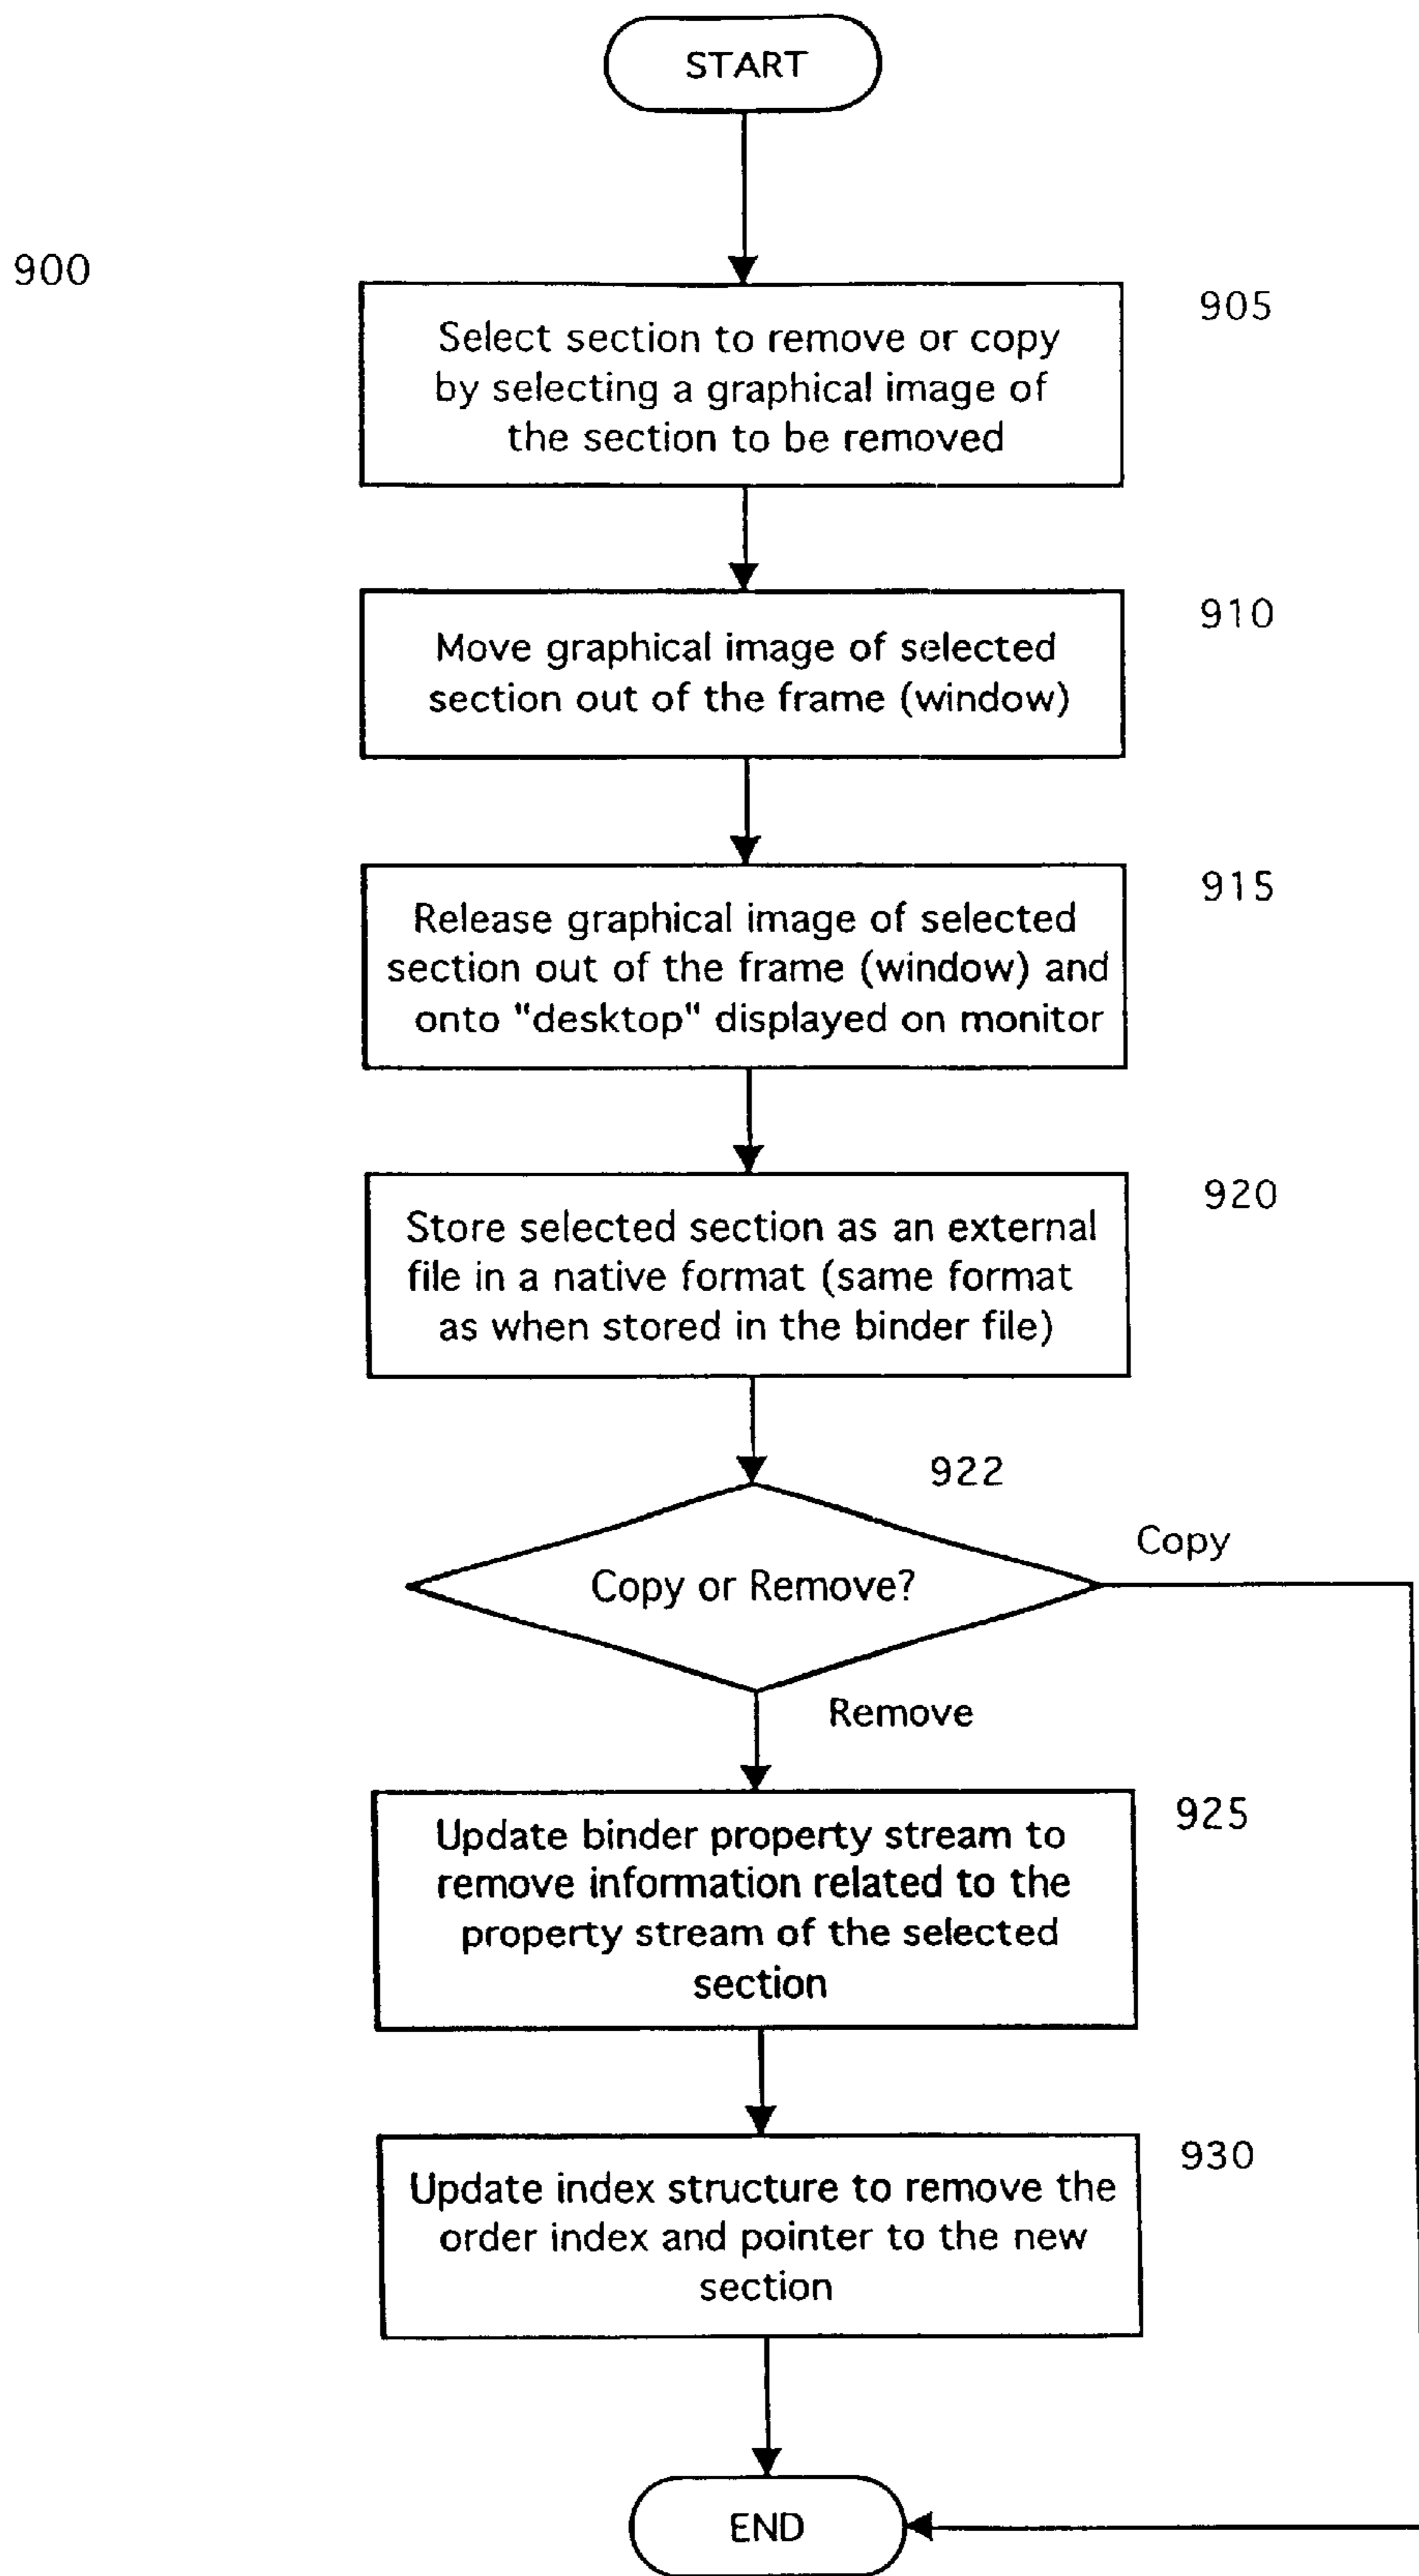 START
900
905
Select section to remove or copy
by selecting a graphical image of
the section to be removed
910
Move graphical image of selected
section out of the frame (window)
915
Release graphical image of selected
section out of the frame (window) and
onto "desktop" displayed on monitor
920
Store selected section as an external
file in a native format (same format
as when stored in the binder file)
922
Copy
Copy or Remove?
Remove
925
Update binder property stream to
remove information related to the
property stream of the selected
section
930
Update index structure to remove the
order index and pointer to the new
section
END